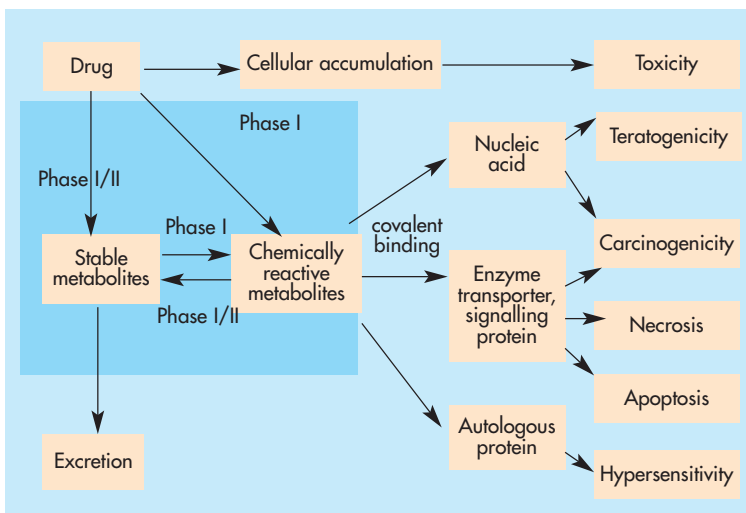 Drug
Cellular accumulation
Toxicity
Phase I
Nucleic
acid
Teratogenicity
Phase I/II
Phase I
covalent
binding
Carcinogenicity
Stable
metabolites
Chemically
reactive
metabolites
Enzyme
transporter,
signalling
protein
Phase I/II
Necrosis
Apoptosis
Autologous
protein
Excretion
Hypersensitivity